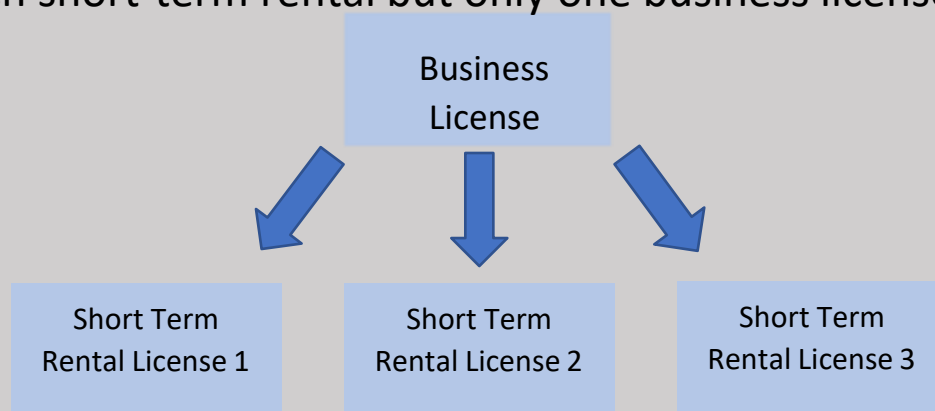 short-term rental but only one business license
Business
License
Short Term
Rental License 1
Short Term
Rental License 2
Short Term
Rental License 3